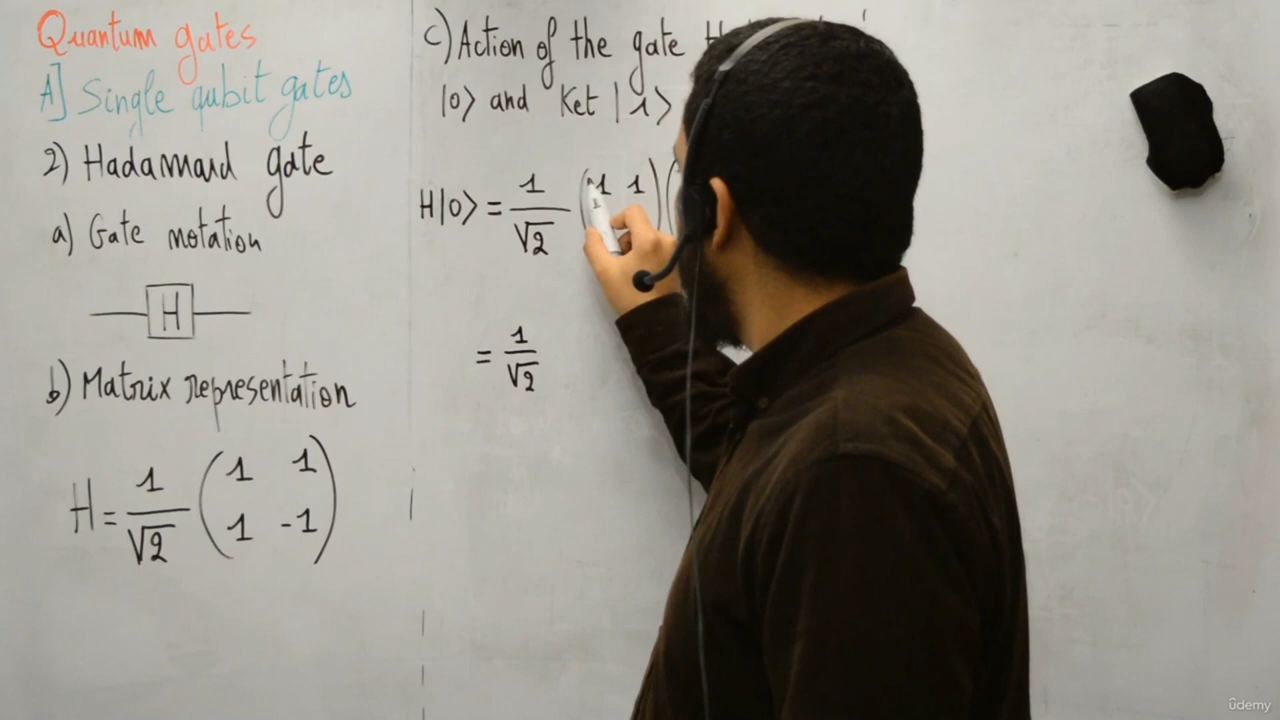 Quantum gates
A] Single qubit gates
2) Hadamard gate
a) Gate notation
H
b) Matrix representation
H = 1/√2 ( 1 1
1 -1 )
c) Action of the gate
|0> and Ket |1>
H|0> = 1/√2 ( 1 1 ) (
= 1/√2
ûdemy